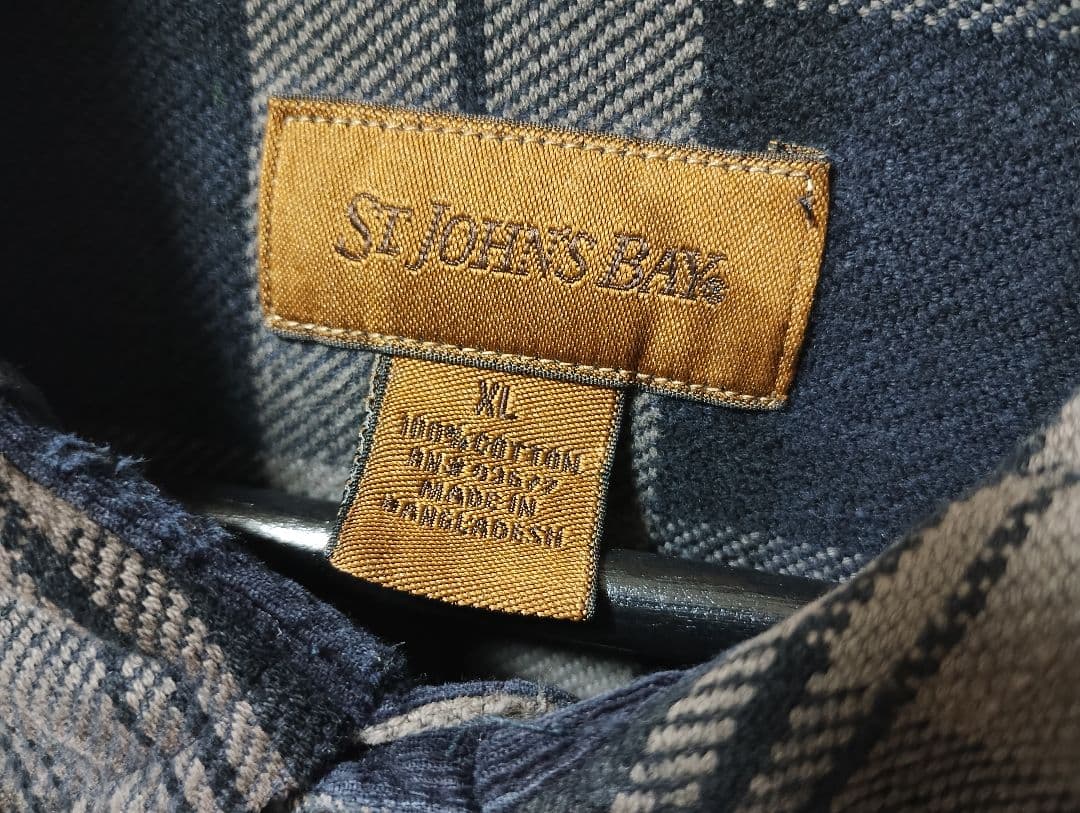 ST JOHN'S BAY®
XL
100% COTTON
RN#93677
MADE IN
BANGLADESH